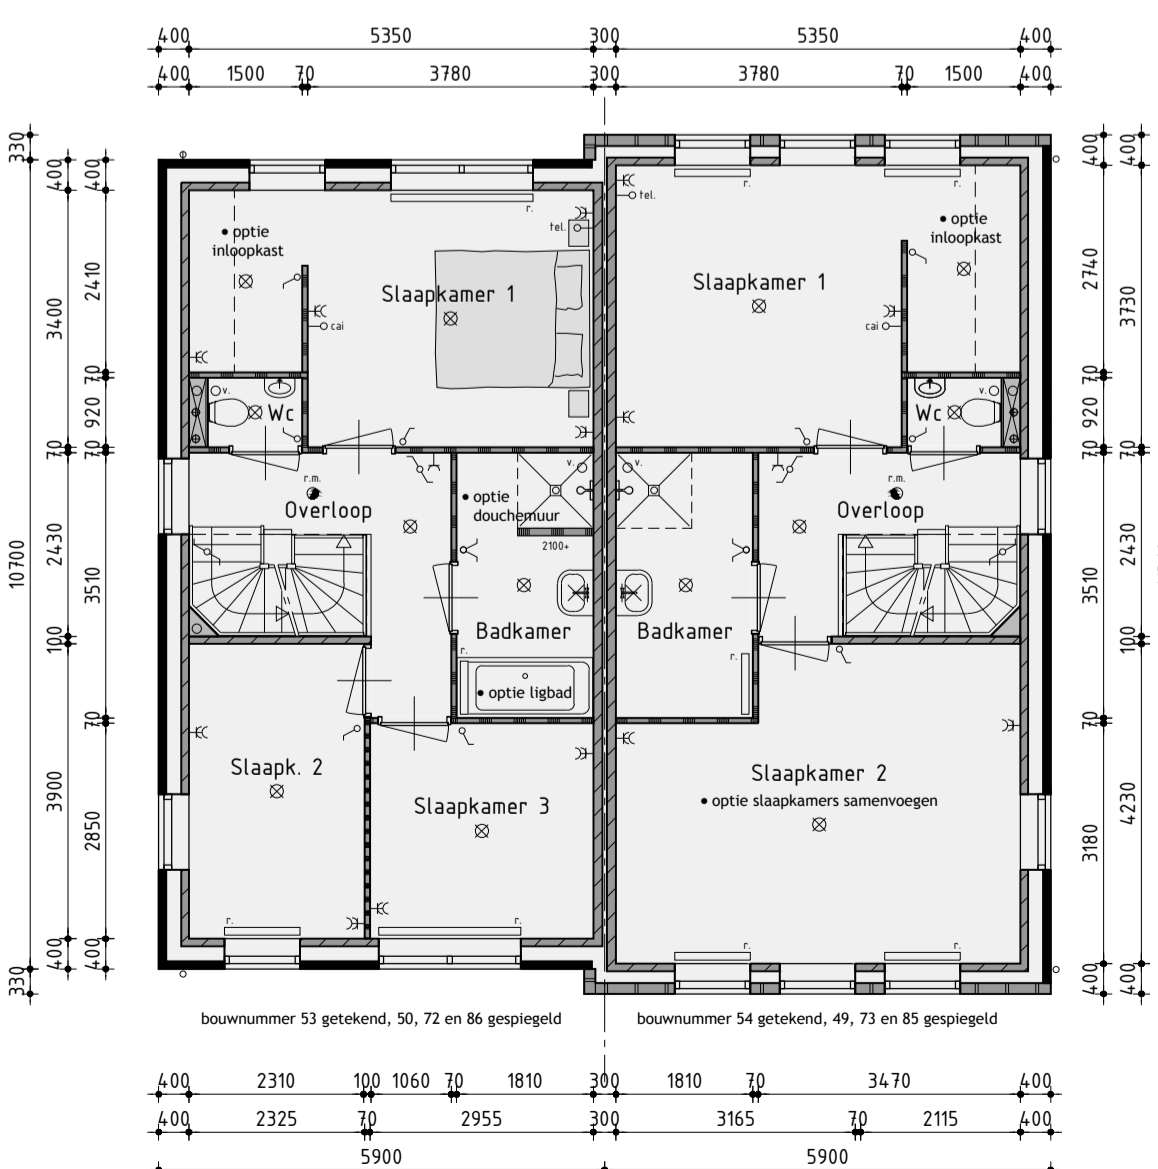 400 5350 300 5350 400
400 1500 70 3780 300 3780 70 1500 400
330
10700
330
400
3400
70
2430
100
3900
400
400
2410
70
920
70
3510
70
2850
400
• optie
inloopkast
r.
tel.
Slaapkamer 1
cai
v.
Wc
r.m.
Overloop
• optie
douchemuur
v.
2100+
Badkamer
r.
• optie ligbad
Slaapk. 2
Slaapkamer 3
r.
r.
r.
r.
tel.
• optie
inloopkast
Slaapkamer 1
cai
v.
Wc
v.
r.m.
Overloop
Badkamer
r.
Slaapkamer 2
• optie slaapkamers samenvoegen
r.
r.
400
2740
70
920
70
3510
70
3180
400
400
3730
70
2430
100
4230
400
bouwnummer 53 getekend, 50, 72 en 86 gespiegeld
bouwnummer 54 getekend, 49, 73 en 85 gespiegeld
400 2310 100 1060 70 1810 300 1810 70 3470 400
400 2325 70 2955 300 3165 70 2115 400
5900 5900